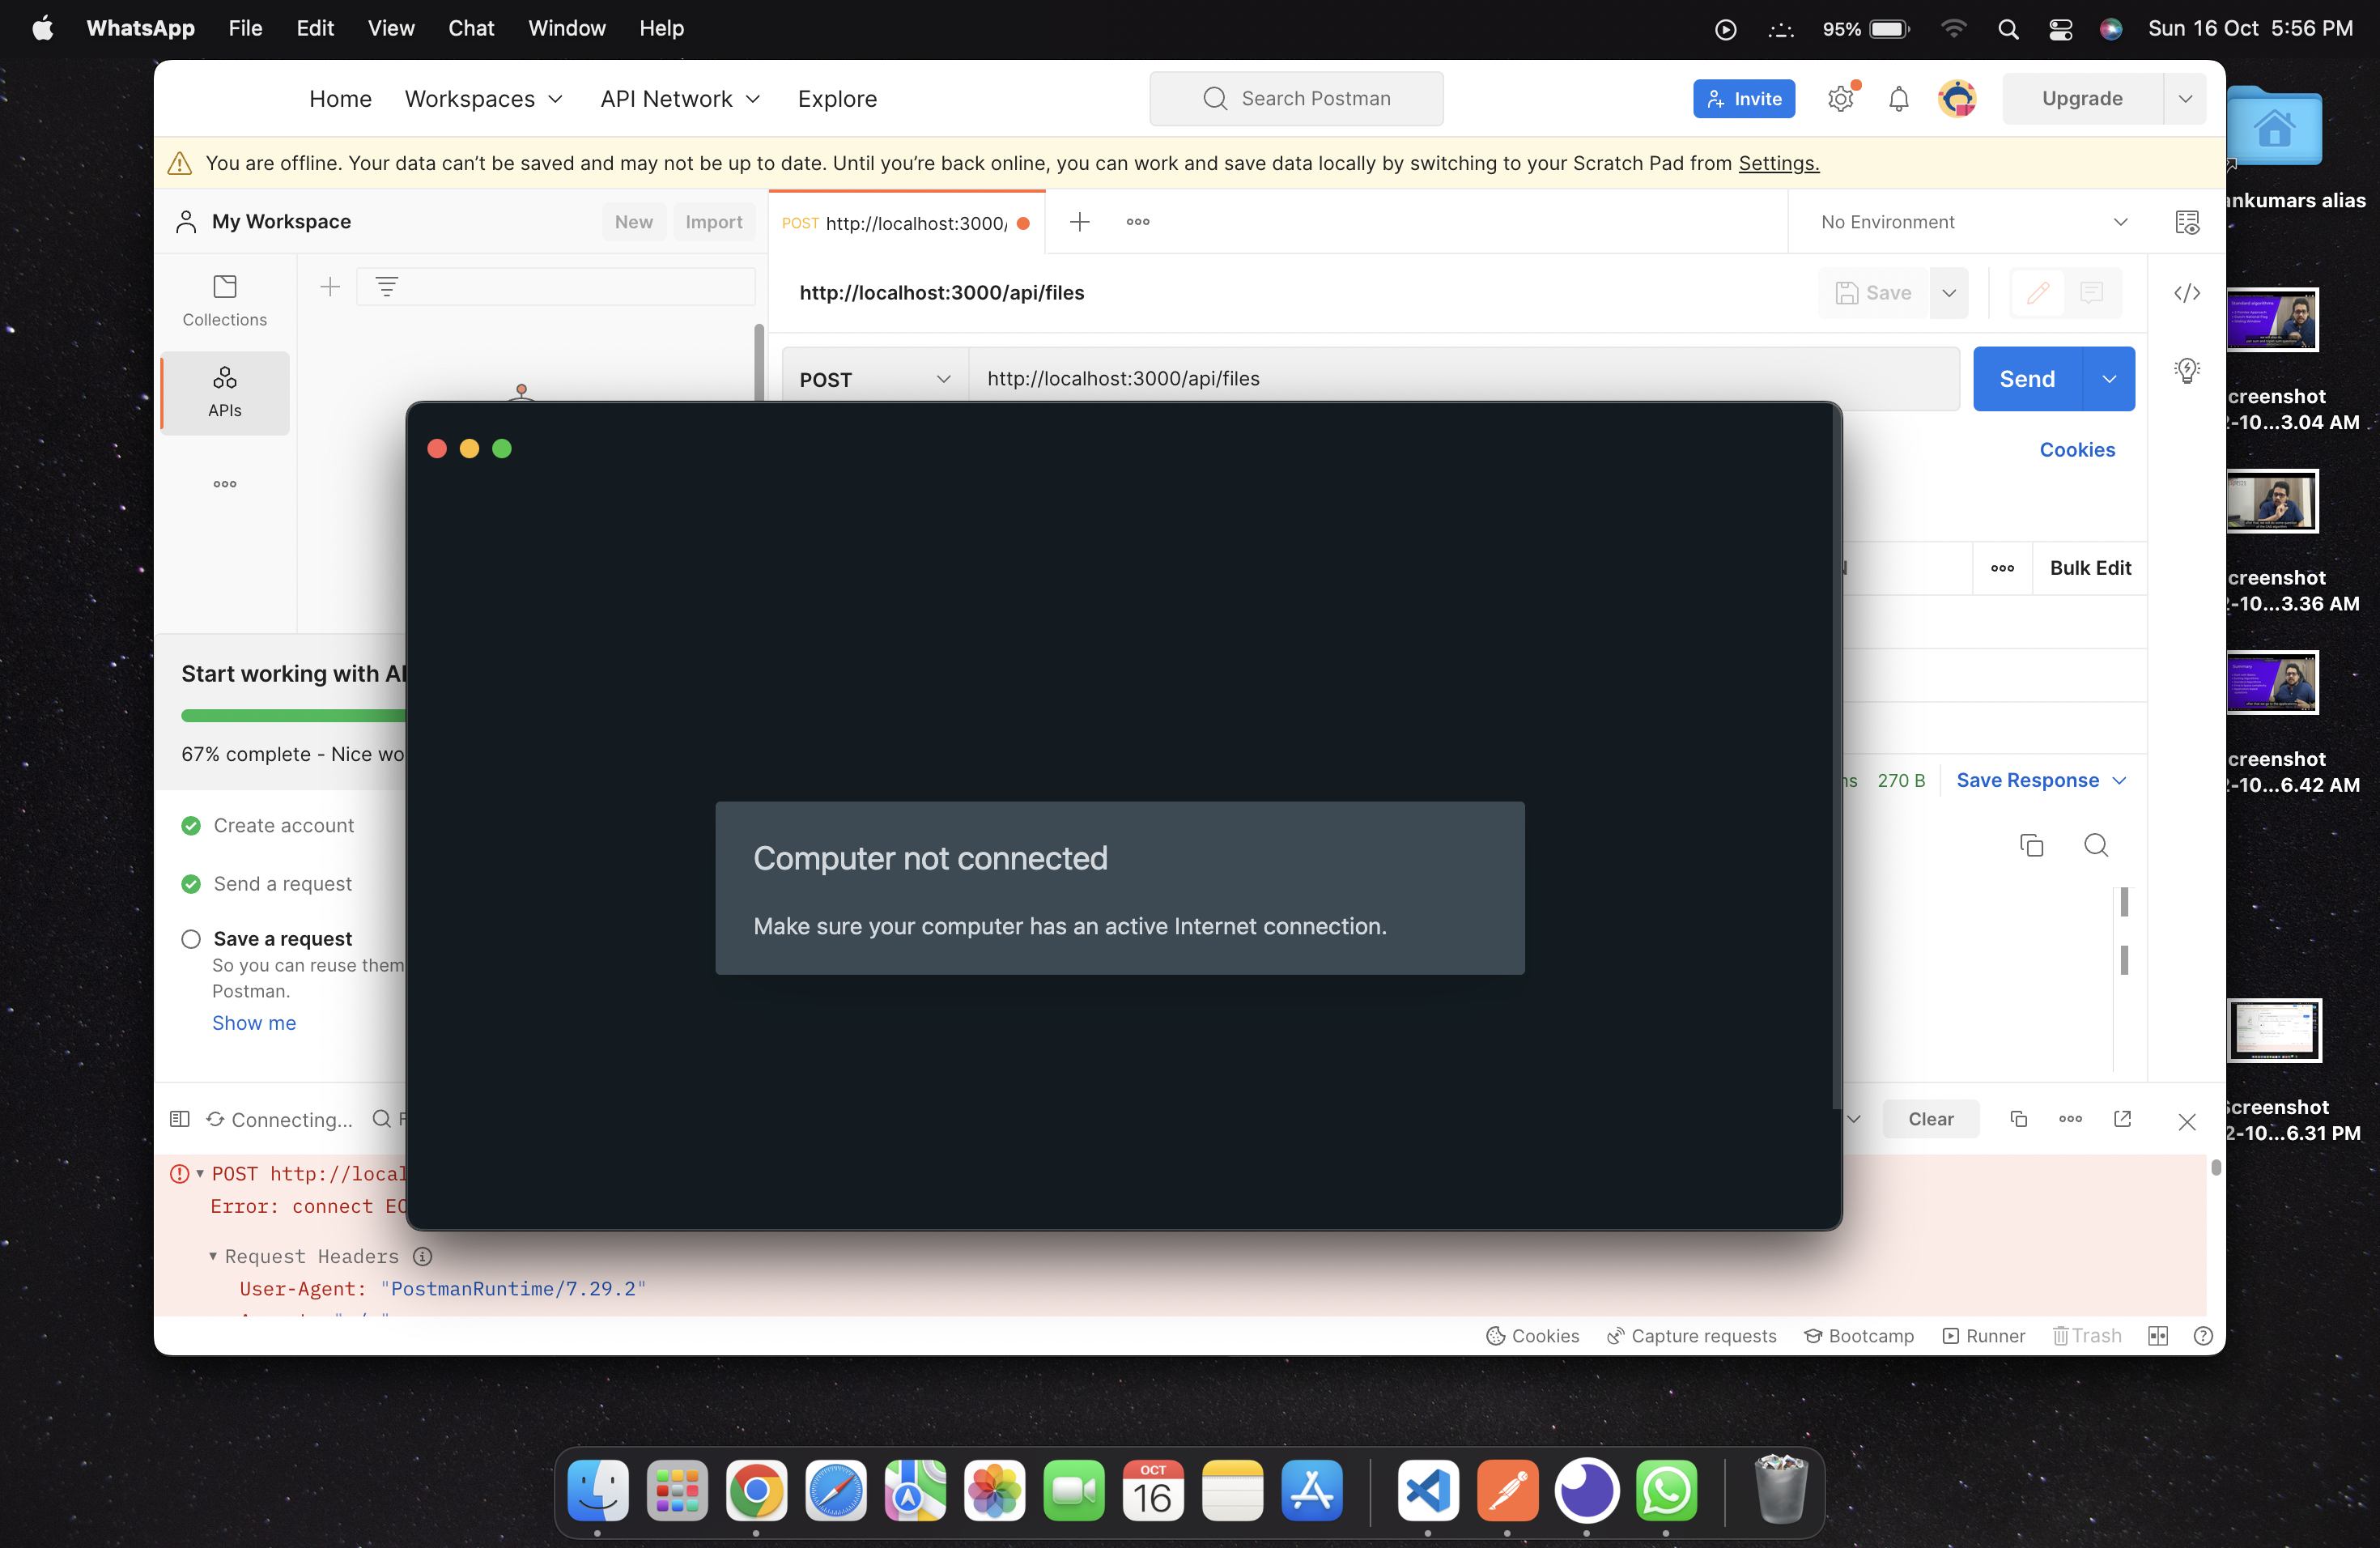 WhatsApp File Edit View Chat Window Help 95% Sun 16 Oct 5:56 PM
Home Workspaces API Network Explore Search Postman Invite Upgrade
You are offline. Your data can’t be saved and may not be up to date. Until you’re back online, you can work and save data locally by switching to your Scratch Pad from Settings.
My Workspace New Import POST http://localhost:3000/ No Environment
Collections
http://localhost:3000/api/files Save
APIs
POST http://localhost:3000/api/files Send
Cookies
Bulk Edit
Start working with
67% complete - Nice
270 B Save Response
Create account
Send a request
Save a request
So you can reuse them
Postman.
Show me
Computer not connected
Make sure your computer has an active Internet connection.
Connecting... Clear
POST http://local
Error: connect
Request Headers
User-Agent: "PostmanRuntime/7.29.2"
Cookies Capture requests Bootcamp Runner Trash
ankumars alias
creenshot
2-10...3.04 AM
creenshot
2-10...3.36 AM
creenshot
2-10...6.42 AM
Screenshot
2-10...6.31 PM
OCT
16